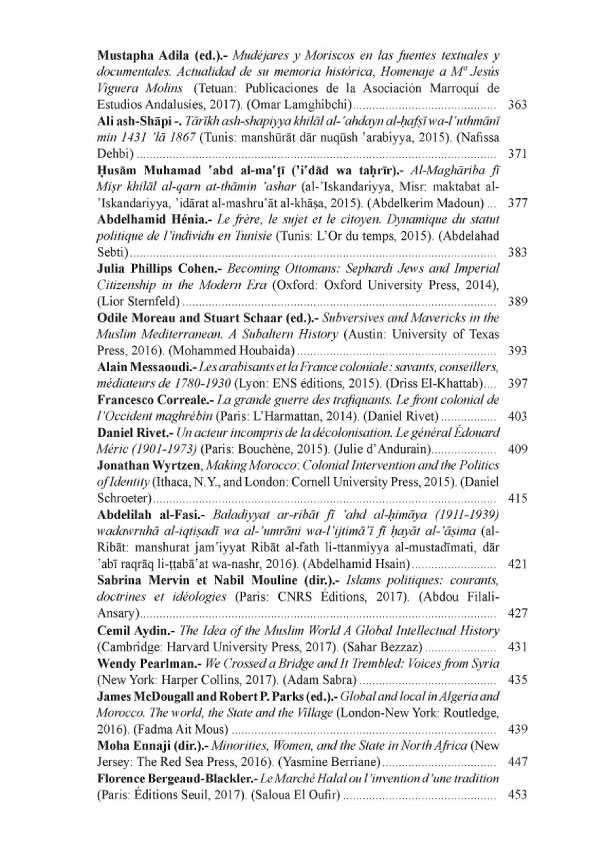 Mustapha Adila (ed.).- Mudéjares y Moriscos en las fuentes textuales y
documentales. Actualidad de su memoria histórica, Homenaje a Mª Jesús
Viguera Molins (Tetuan: Publicaciones de la Asociación Marroquí de
Estudios Andalusíes, 2017). (Omar Lamghibchi)........................................... 363
Ali ash-Shāpi -. Tārīkh ash-shapiyya khilāl al-ʻahdayn al-ḥafṣī wa-l’uthmānī
min 1431 ’lā 1867 (Tunis: manshūrāt dār nuqūsh ʻarabiyya, 2015). (Nafissa
Dehbi) ............................................................................................................ 371
Ḥusām Muhamad ʻabd al-maʻṭī (’iʻdād wa taḥrīr).- Al-Maghāriba fī
Miṣr khilāl al-qarn at-thāmin ʻashar (al-’Iskandariyya, Misr: maktabat al-
’Iskandariyya, ’idārat al-mashruʻāt al-khāṣa, 2015). (Abdelkerim Madoun) ... 377
Abdelhamid Hénia.- Le frère, le sujet et le citoyen. Dynamique du statut
politique de l’individu en Tunisie (Tunis: L’Or du temps, 2015). (Abdelahad
Sebti).............................................................................................................. 383
Julia Phillips Cohen.- Becoming Ottomans: Sephardi Jews and Imperial
Citizenship in the Modern Era (Oxford: Oxford University Press, 2014),
(Lior Sternfeld) .............................................................................................. 389
Odile Moreau and Stuart Schaar (ed.).- Subversives and Mavericks in the
Muslim Mediterranean. A Subaltern History (Austin: University of Texas
Press, 2016). (Mohammed Houbaida) ............................................................ 393
Alain Messaoudi.- Les arabisants et la France coloniale : savants, conseillers,
médiateurs de 1780-1930 (Lyon: ENS éditions, 2015). (Driss El-Khattab).... 397
Francesco Correale.- La grande guerre des trafiquants. Le front colonial de
l’Occident maghrébin (Paris: L’Harmattan, 2014). (Daniel Rivet) ................. 403
Daniel Rivet.- Un acteur incompris de la décolonisation. Le général Édouard
Méric (1901-1973) (Paris: Bouchène, 2015). (Julie d’Andurain).................... 409
Jonathan Wyrtzen, Making Morocco: Colonial Intervention and the Politics
of Identity (Ithaca, N.Y., and London: Cornell University Press, 2015). (Daniel
Schroeter)....................................................................................................... 415
Abdelilah al-Fasi.- Baladiyyat ar-ribāt fī ʻahd al-ḥimāya (1911-1939)
wadawruhā al-iqtiṣadī wa al-’umrāni wa-l’ijtimā’ī fī ḥayāt al-’āṣima (al-
Ribāt: manshurat jamʻiyyat Ribāt al-fath li-ttanmiyya al-mustadīmati, dār
’abī raqrāq li-ṭṭabāʻat wa-nashr, 2016). (Abdelhamid Hsain).......................... 421
Sabrina Mervin et Nabil Mouline (dir.).- Islams politiques: courants,
doctrines et idéologies (Paris: CNRS Éditions, 2017). (Abdou Filali-
Ansary)........................................................................................................... 427
Cemil Aydin.- The Idea of the Muslim World A Global Intellectual History
(Cambridge: Harvard University Press, 2017). (Sahar Bezzaz) ...................... 431
Wendy Pearlman.- We Crossed a Bridge and It Trembled: Voices from Syria
(New York: Harper Collins, 2017). (Adam Sabra) ......................................... 435
James McDougall and Robert P. Parks (ed.).- Global and local in Algeria and
Morocco. The world, the State and the Village (London-New York: Routledge,
2016). (Fadma Ait Mous) ............................................................................... 439
Moha Ennaji (dir.).- Minorities, Women, and the State in North Africa (New
Jersey: The Red Sea Press, 2016). (Yasmine Berriane).................................. 447
Florence Bergeaud-Blackler.- Le Marché Halal ou l’invention d’une tradition
(Paris: Éditions Seuil, 2017). (Saloua El Oufir) .............................................. 453